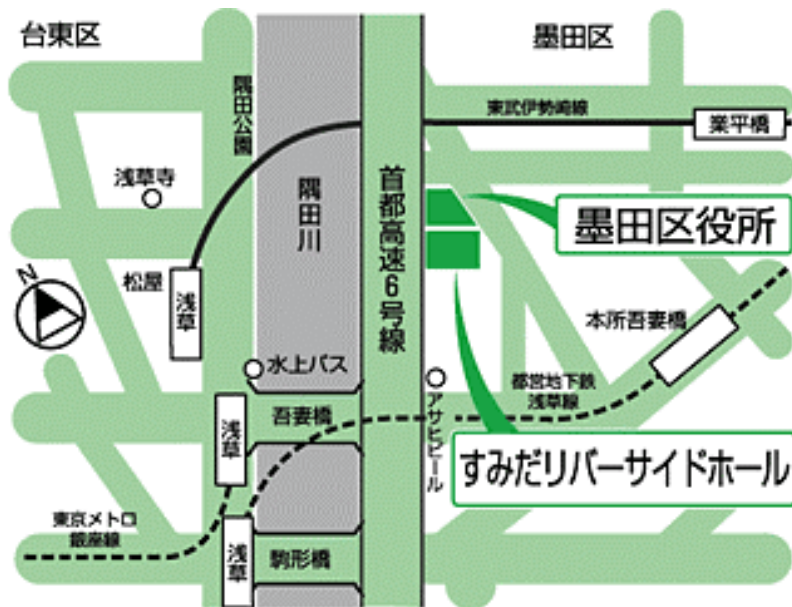 台東区
墨田区
隅田公園
東武伊勢崎線
業平橋
浅草寺
隅田川
首都高速6号線
墨田区役所
N
松屋
浅草
本所吾妻橋
水上バス
都営地下鉄
浅草線
浅草
吾妻橋
アサヒビール
すみだリバーサイドホール
東京メトロ
銀座線
浅草
駒形橋